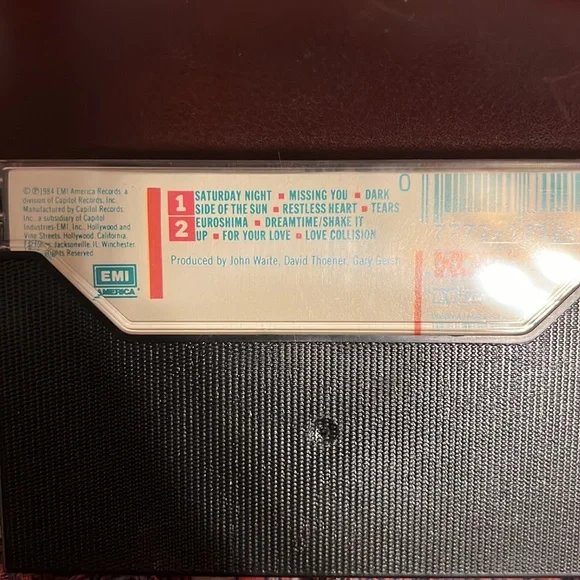 © ℗ 1984 EMI America Records, a
division of Capitol Records, Inc.
Manufactured by Capitol Records,
Inc., a subsidiary of Capitol
Industries-EMI, Inc., Hollywood and
Vine Streets, Hollywood, California.
Factories: Jacksonville, IL; Winchester,
Rights Reserved.
EMI
AMERICA
1 SATURDAY NIGHT ▪ MISSING YOU ▪ DARK
SIDE OF THE SUN ▪ RESTLESS HEART ▪ TEARS
2 EUROSHIMA ▪ DREAMTIME/SHAKE IT
UP ▪ FOR YOUR LOVE ▪ LOVE COLLISION
Produced by John Waite, David Thoener, Gary Gersh
0